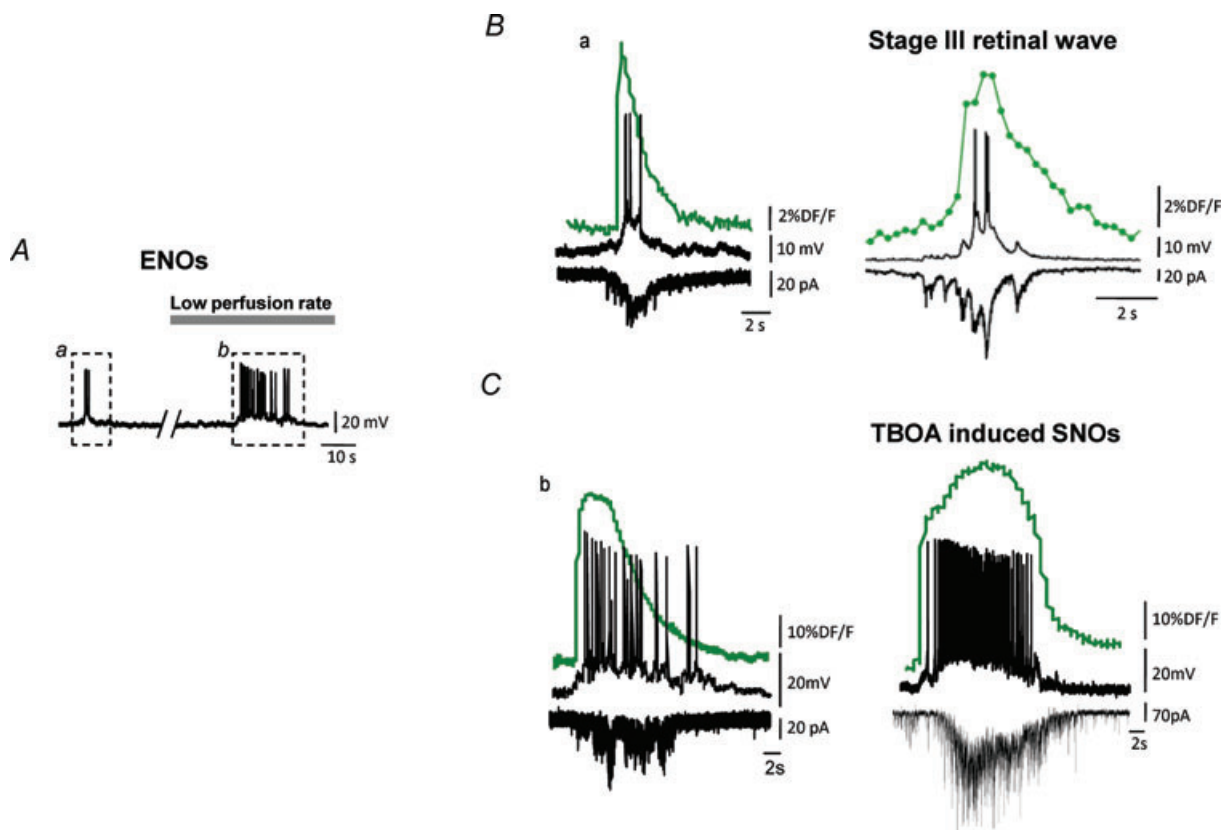 A
ENOs
Low perfusion rate
a
b
20 mV
10 s
B
a
Stage III retinal wave
2%DF/F
10 mV
20 pA
2 s
2%DF/F
10 mV
20 pA
2 s
C
TBOA induced SNOs
b
10%DF/F
20mV
20 pA
2s
10%DF/F
20mV
70pA
2s